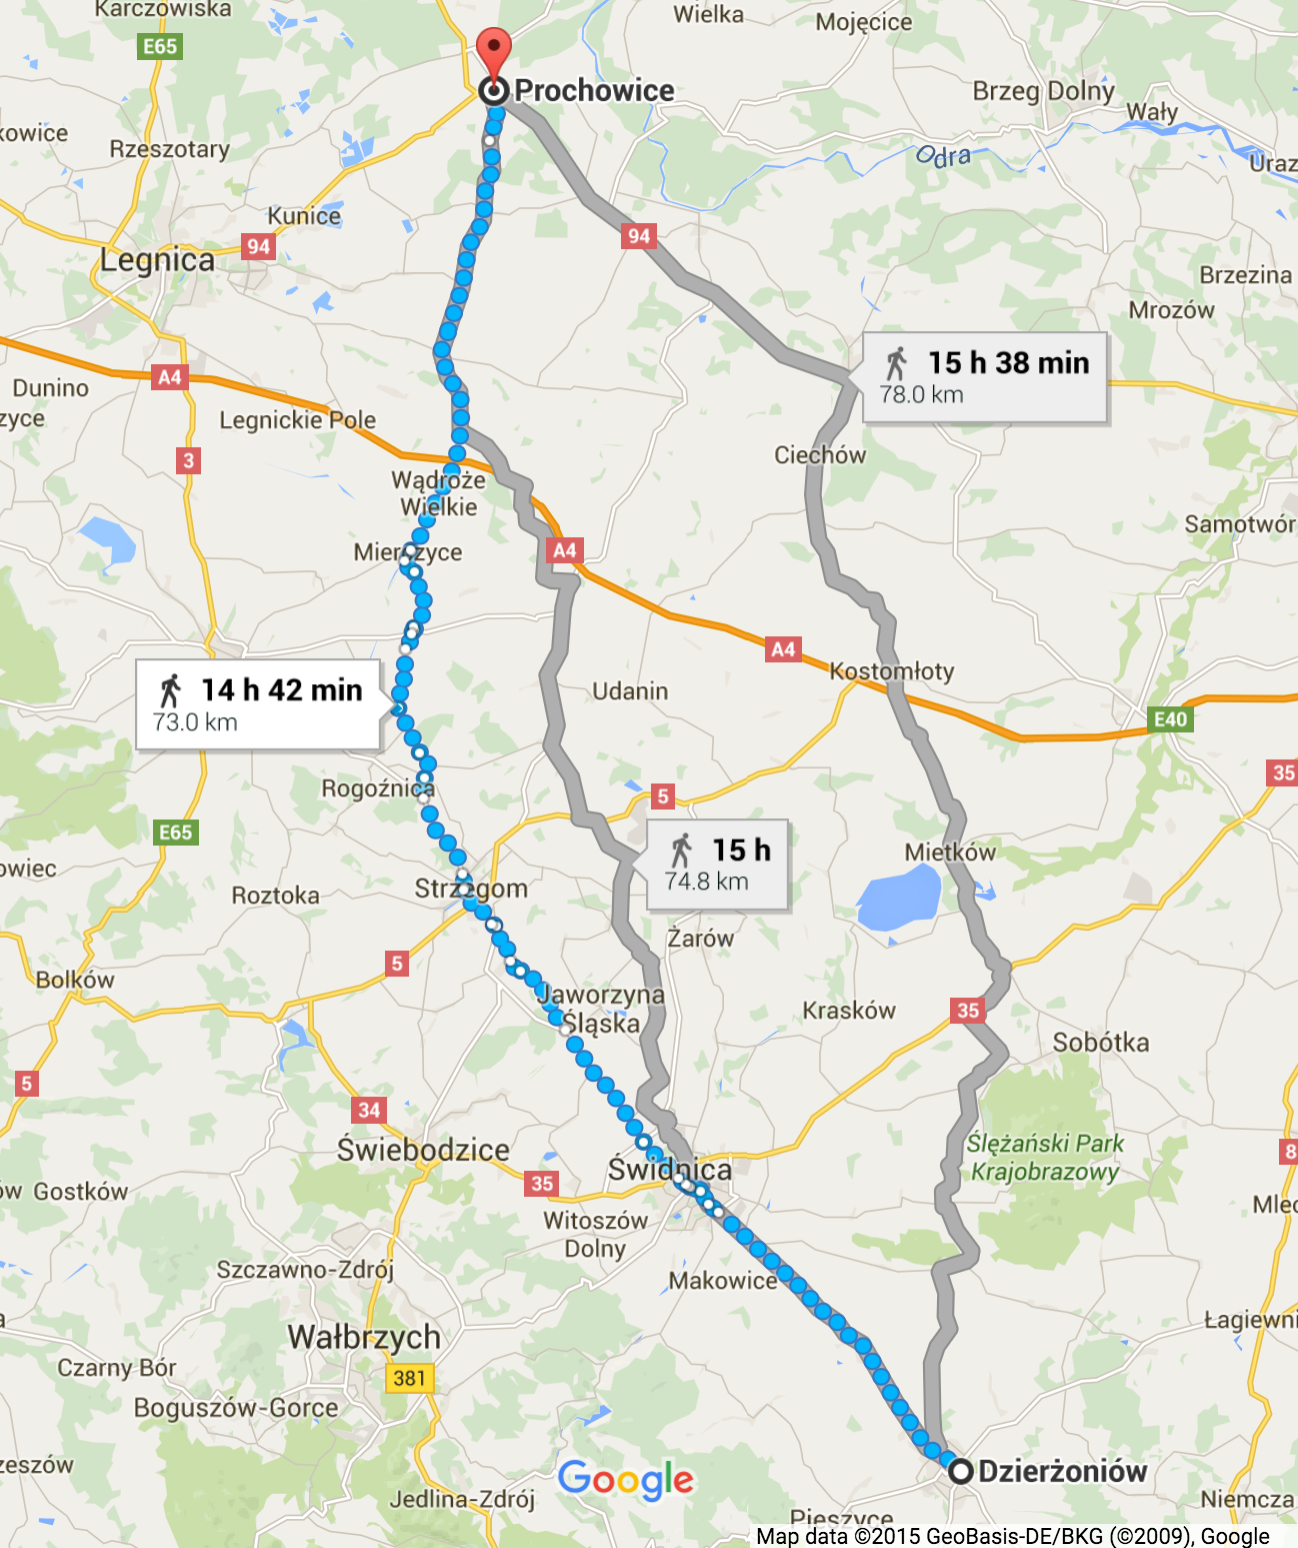 Karczowiska
Wielka
Mojęcice
E65
Prochowice
Brzeg Dolny
Wały
kowice
Rzeszotary
Odra
Uraz
Kunice
94
94
Legnica
Brzezina
Mrozów
15 h 38 min
78.0 km
A4
Dunino
zyce
Legnickie Pole
3
Ciechów
Wądroże
Wielkie
Samotwór
Mierczyce
A4
A4
Kostomłoty
14 h 42 min
73.0 km
Udanin
E40
35
Rogoźnica
5
E65
15 h
74.8 km
Mietków
owiec
Roztoka
Strzegom
Żarów
5
Bolków
Jaworzyna
Śląska
Krasków
35
Sobótka
5
34
Świebodzice
Ślężański Park
Krajobrazowy
8
Świdnica
ów Gostków
35
Mlec
Witoszów
Dolny
Szczawno-Zdrój
Makowice
Łagiewni
Wałbrzych
Czarny Bór
381
Boguszów-Gorce
zeszów
Google
Dzierżoniów
Jedlina-Zdrój
Niemcza
Pieszyce
Map data ©2015 GeoBasis-DE/BKG (©2009), Google